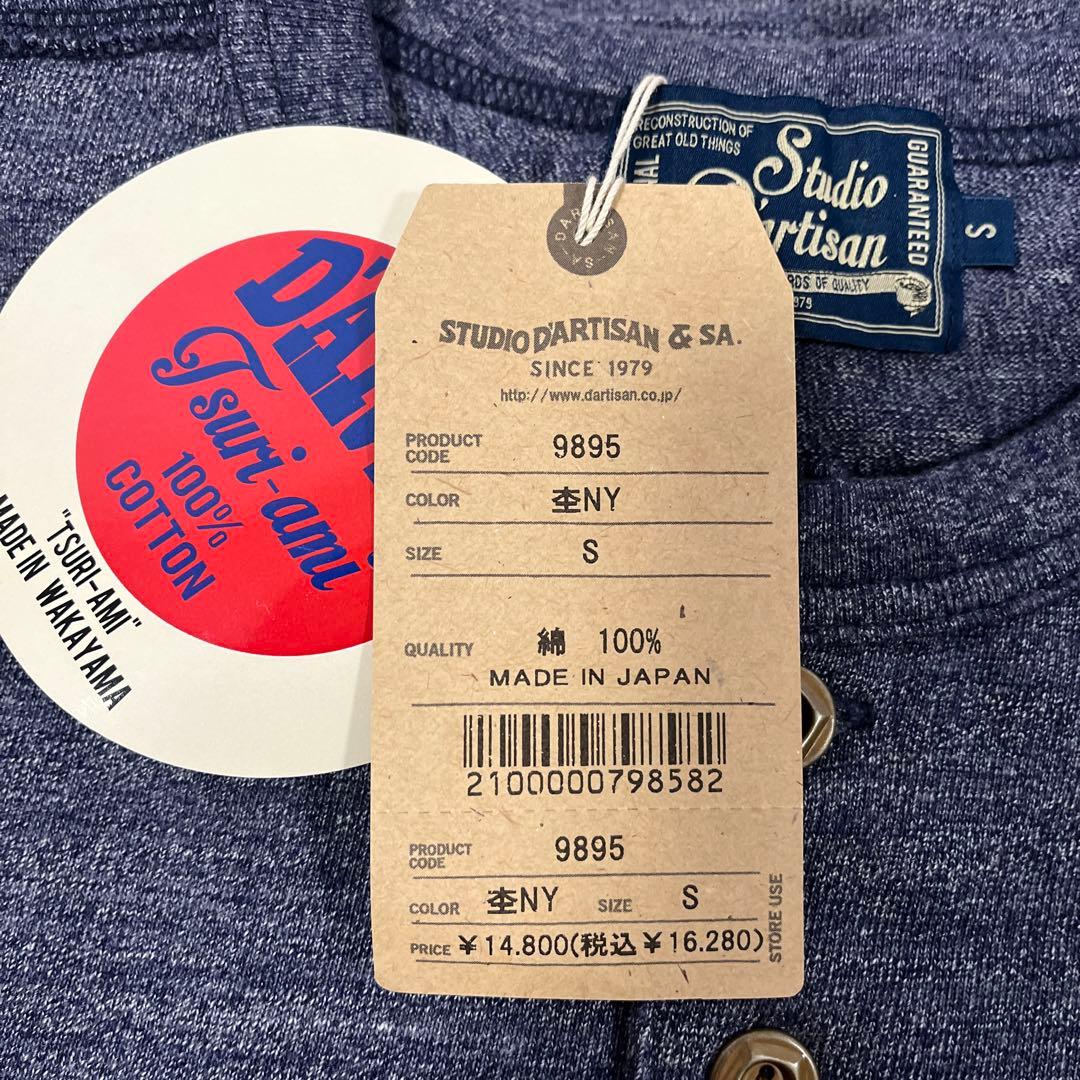 RECONSTRUCTION OF
GREAT OLD THINGS
GUARANTEED
Studio
OF QUALITY
S
Tsuri-ami
100%
COTTON
"TSURI-AMI"
MADE IN WAKAYAMA
STUDIO D'ARTISAN & SA.
SINCE 1979
http://www.dartisan.co.jp/
PRODUCT CODE 9895
COLOR 杢NY
SIZE S
QUALITY 綿 100%
MADE IN JAPAN
2100000798582
PRODUCT CODE 9895
COLOR 杢NY SIZE S
PRICE ¥14.800(税込¥16.280)
STORE USE